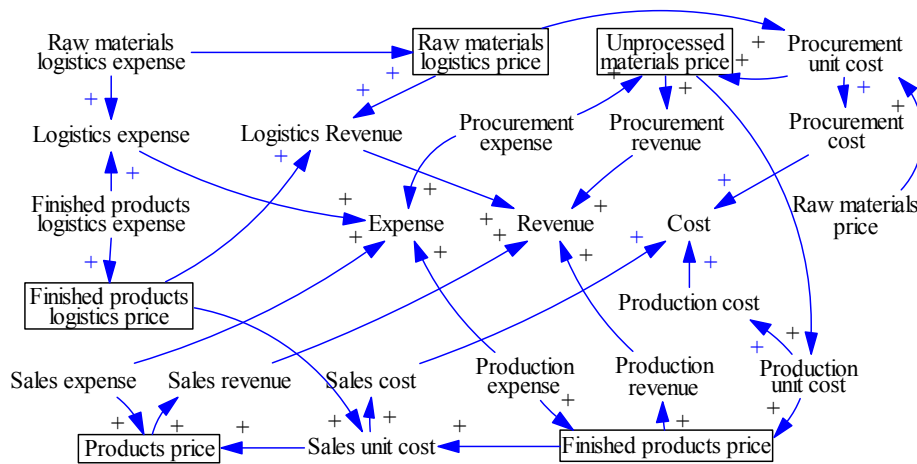 Raw materials
logistics expense
Raw materials
logistics price
Unprocessed
materials price
Procurement
unit cost
+
+
+
+
+
+
+
+
+
+
Logistics expense
Logistics Revenue
Procurement
expense
Procurement
revenue
Procurement
cost
+
+
+
+
Finished products
logistics expense
Raw materials
price
Expense
Revenue
Cost
+
+
+
+
+
+
+
+
+
+
Finished products
logistics price
Production cost
+
+
Sales expense
Sales revenue
Sales cost
Production
expense
Production
revenue
Production
unit cost
+
+
+
+
+
+
+
+
Products price
Sales unit cost
Finished products price